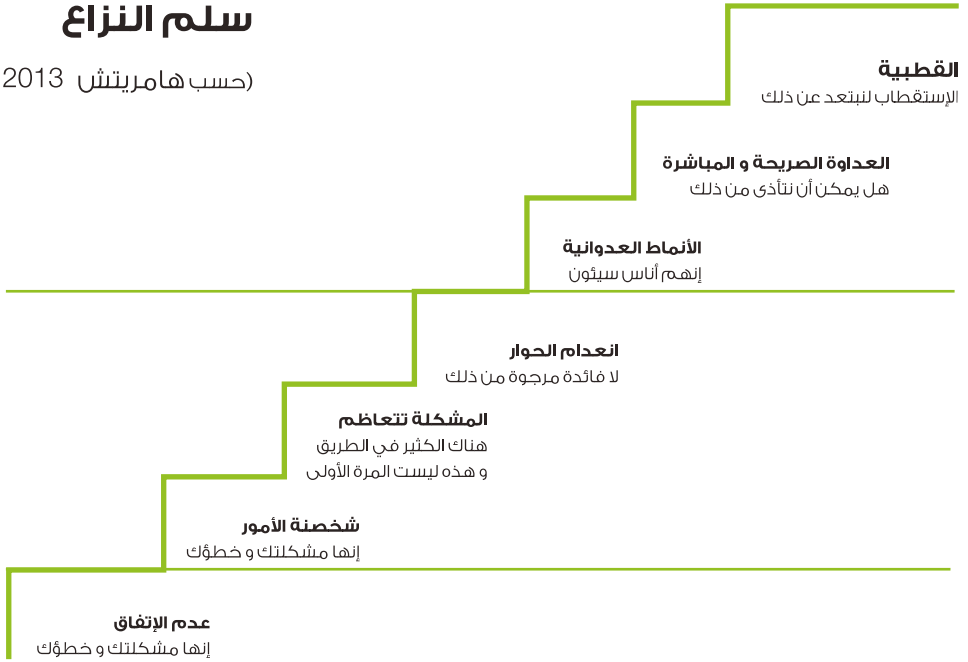 سلم النزاع
(حسب هامريتش 2013
القطبية
الإستقطاب لنبتعد عن ذلك
العداوة الصريحة و المباشرة
هل يمكن أن نتأذى من ذلك
الأنماط العدوانية
إنهم أناس سيئون
انعدام الحوار
لا فائدة مرجوة من ذلك
المشكلة تتعاظم
هناك الكثير في الطريق
و هذه ليست المرة الأولى
شخصنة الأمور
إنها مشكلتك و خطؤك
عدم الإتفاق
إنها مشكلتك و خطؤك